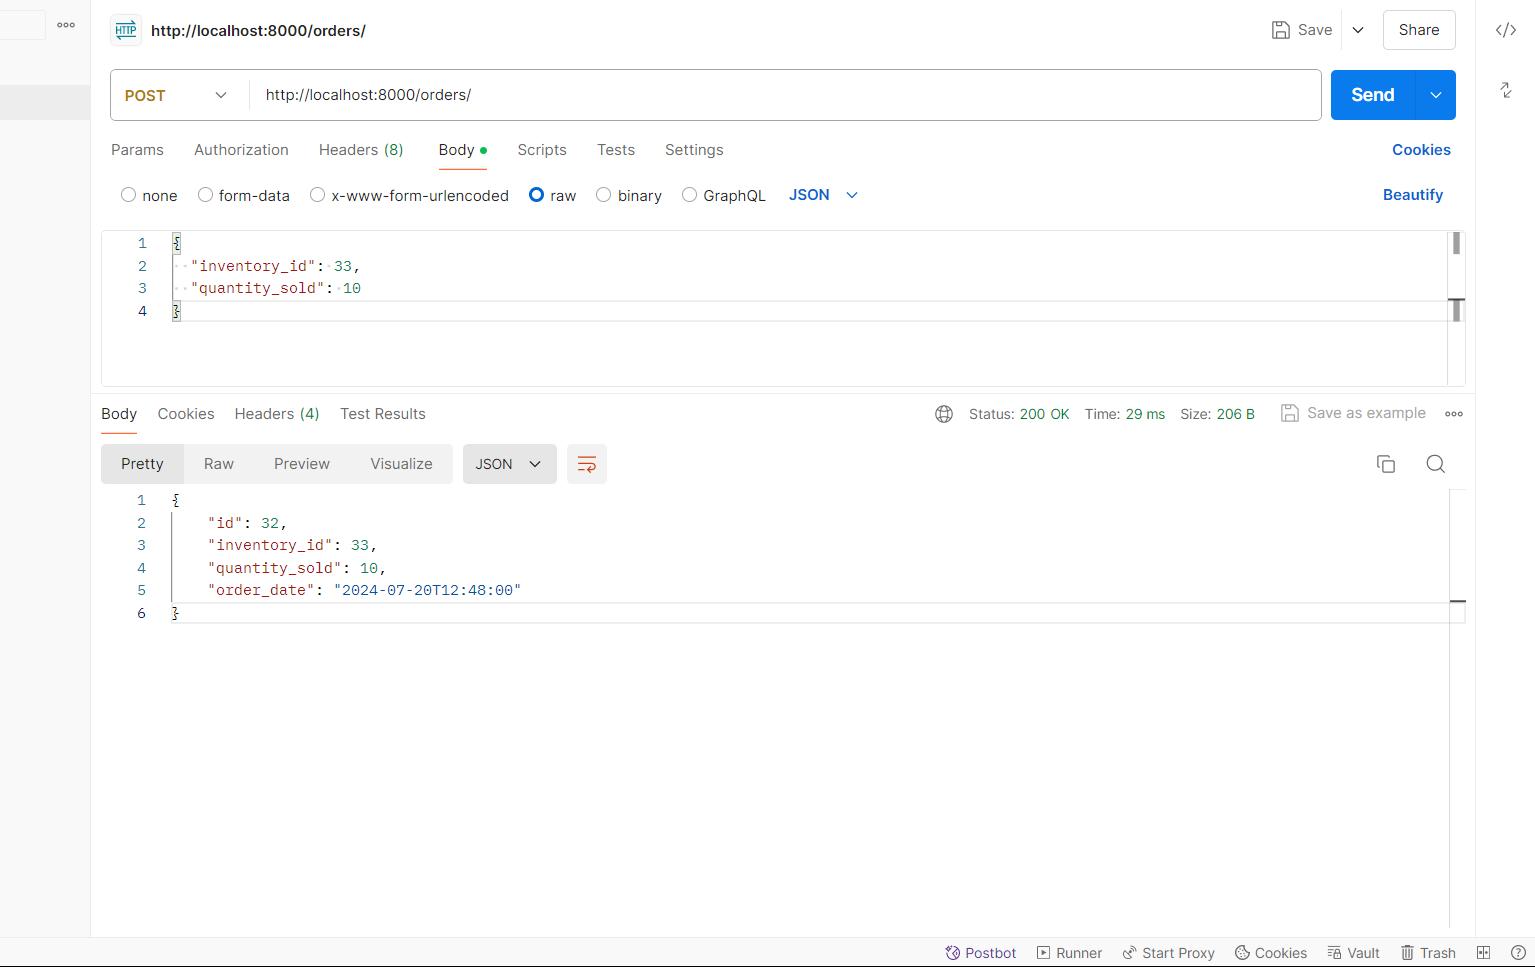 HTTP http://localhost:8000/orders/ Save Share
POST http://localhost:8000/orders/ Send
Params Authorization Headers (8) Body Scripts Tests Settings Cookies
none form-data x-www-form-urlencoded raw binary GraphQL JSON Beautify
1 {
2 "inventory_id": 33,
3 "quantity_sold": 10
4 }
Body Cookies Headers (4) Test Results Status: 200 OK Time: 29 ms Size: 206 B Save as example
Pretty Raw Preview Visualize JSON
1 {
2 "id": 32,
3 "inventory_id": 33,
4 "quantity_sold": 10,
5 "order_date": "2024-07-20T12:48:00"
6 }
Postbot Runner Start Proxy Cookies Vault Trash